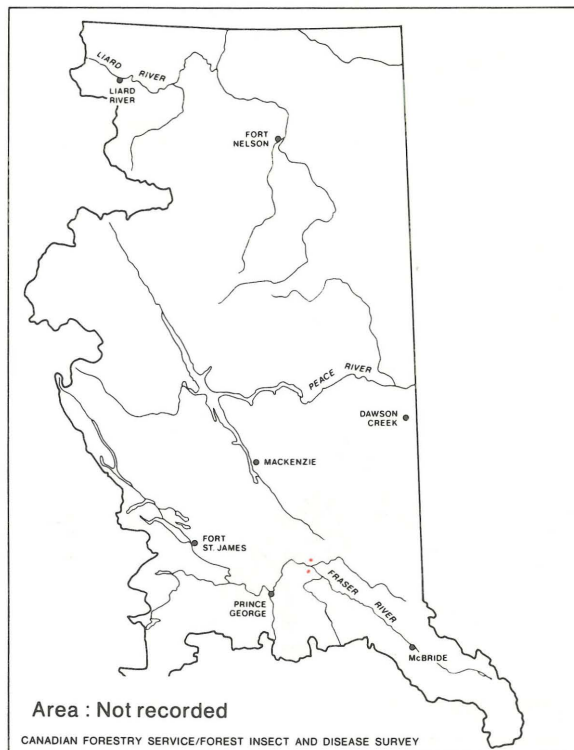 LIARD RIVER
LIARD
RIVER
FORT
NELSON
PEACE RIVER
DAWSON
CREEK
MACKENZIE
FORT
ST. JAMES
FRASER RIVER
PRINCE
GEORGE
McBRIDE
Area : Not recorded
CANADIAN FORESTRY SERVICE/FOREST INSECT AND DISEASE SURVEY